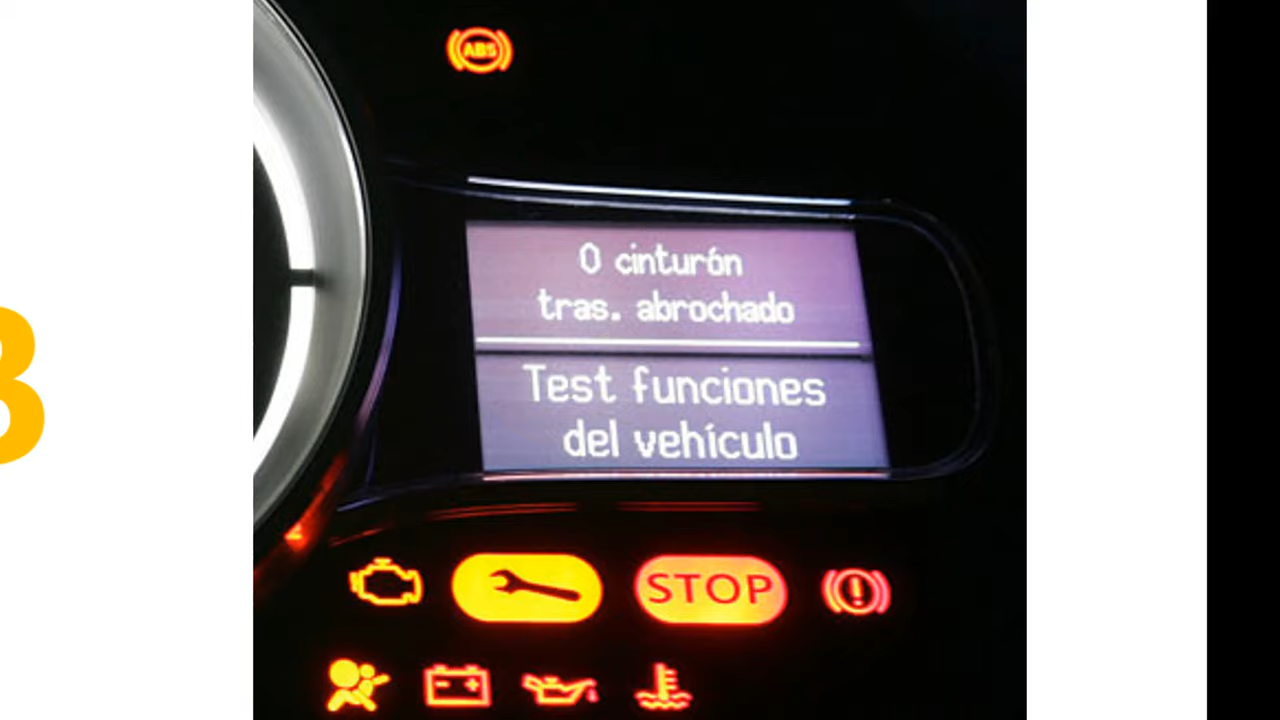 ABS
0 cinturón
tras. abrochado
Test funciones
del vehículo
STOP